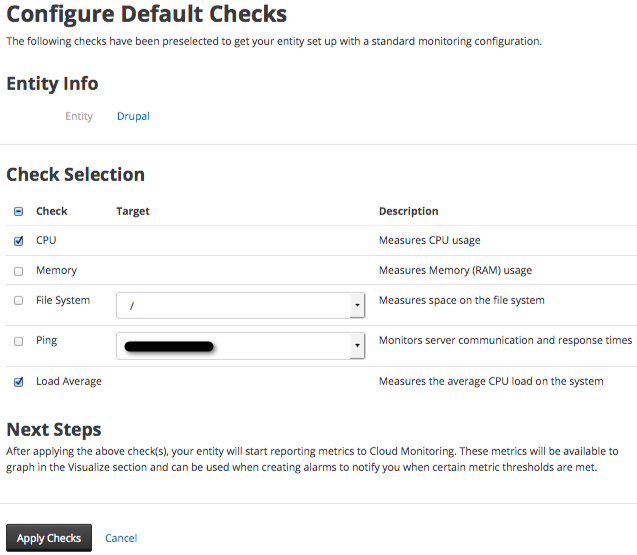 Configure Default Checks
The following checks have been preselected to get your entity set up with a standard monitoring configuration.
Entity Info
Entity Drupal
Check Selection
Check Target Description
CPU Measures CPU usage
Memory Measures Memory (RAM) usage
File System / Measures space on the file system
Ping Monitors server communication and response times
Load Average Measures the average CPU load on the system
Next Steps
After applying the above check(s), your entity will start reporting metrics to Cloud Monitoring. These metrics will be available to
graph in the Visualize section and can be used when creating alarms to notify you when certain metric thresholds are met.
Apply Checks Cancel